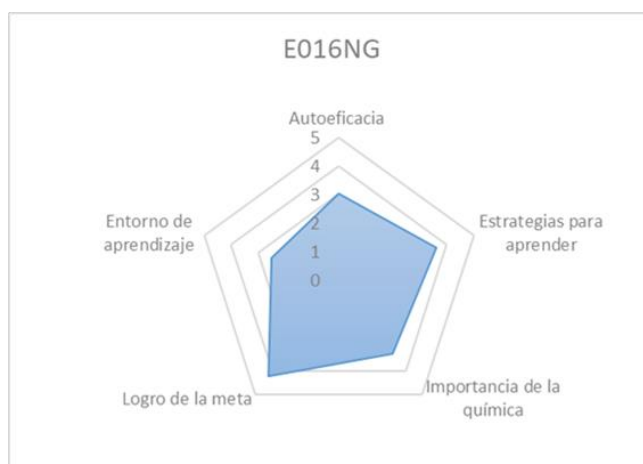 E016NG
Autoeficacia
5
4
3
2
1
0
Estrategias para
aprender
Importancia de la
química
Logro de la meta
Entorno de
aprendizaje